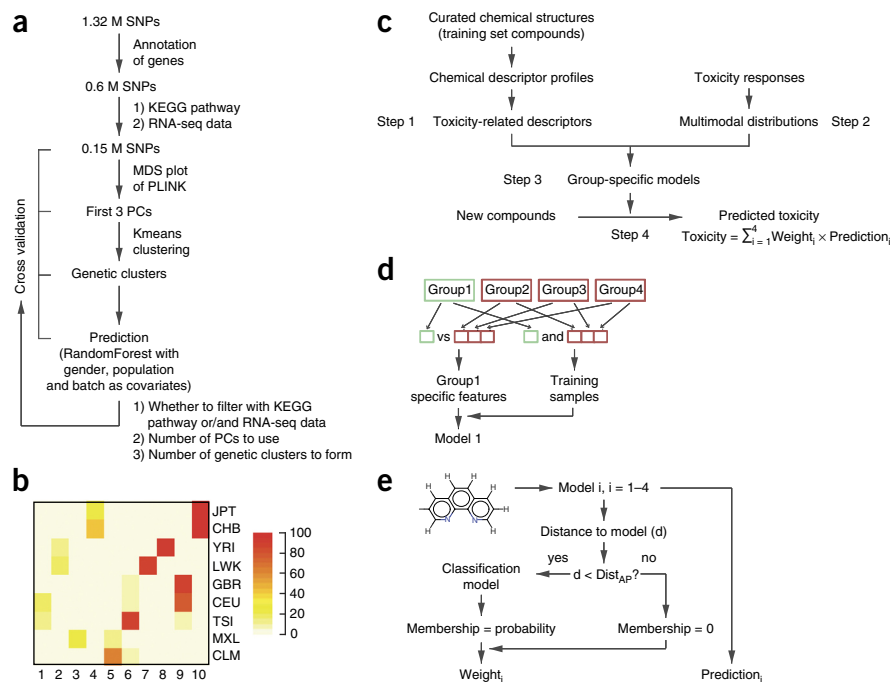 a
1.32 M SNPs
Annotation
of genes
0.6 M SNPs
1) KEGG pathway
2) RNA-seq data
0.15 M SNPs
MDS plot
of PLINK
First 3 PCs
Kmeans
clustering
Genetic clusters
Cross validation
Prediction
(RandomForest with
gender, population
and batch as covariates)
1) Whether to filter with KEGG
pathway or/and RNA-seq data
2) Number of PCs to use
3) Number of genetic clusters to form
b
JPT
CHB
YRI
LWK
GBR
CEU
TSI
MXL
CLM
1 2 3 4 5 6 7 8 9 10
100
80
60
40
20
0
c
Curated chemical structures
(training set compounds)
Chemical descriptor profiles
Toxicity responses
Step 1 Toxicity-related descriptors
Multimodal distributions Step 2
Step 3 Group-specific models
New compounds
Step 4
Predicted toxicity
Toxicity = ∑⁴ᵢ ₌ ₁ Weightᵢ × Predictionᵢ
d
Group1 Group2 Group3 Group4
vs
and
Group1
specific features
Training
samples
Model 1
e
H H H H H H H H
N N
Model i, i = 1–4
Distance to model (d)
yes no
d < Dist_AP?
Classification
model
Membership = probability
Membership = 0
Weightᵢ
Predictionᵢ